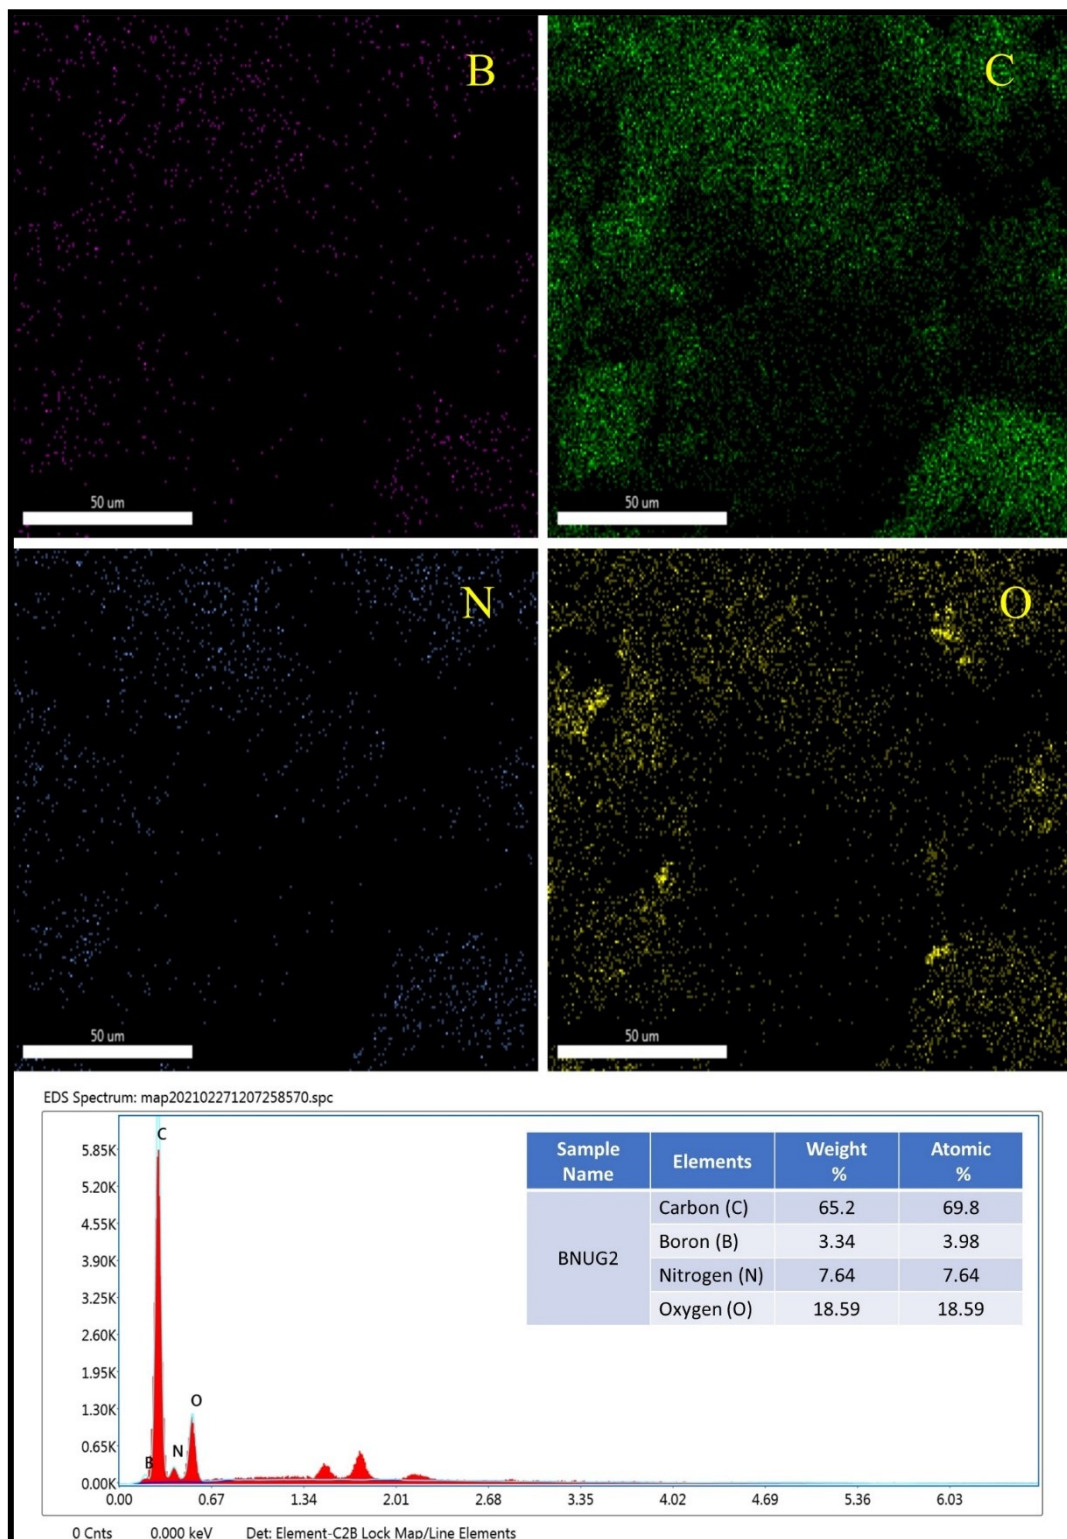 B
C
50 um
50 um
N
O
50 um
50 um
EDS Spectrum: map202102271207258570.spc
Sample Name Elements Weight % Atomic %
BNUG2
Carbon (C) 65.2 69.8
Boron (B) 3.34 3.98
Nitrogen (N) 7.64 7.64
Oxygen (O) 18.59 18.59
5.85K
5.20K
4.55K
3.90K
3.25K
2.60K
1.95K
1.30K
0.65K
0.00K
C
O
N
B
0.00 0.67 1.34 2.01 2.68 3.35 4.02 4.69 5.36 6.03
0 Cnts 0.000 keV Det: Element-C2B Lock Map/Line Elements